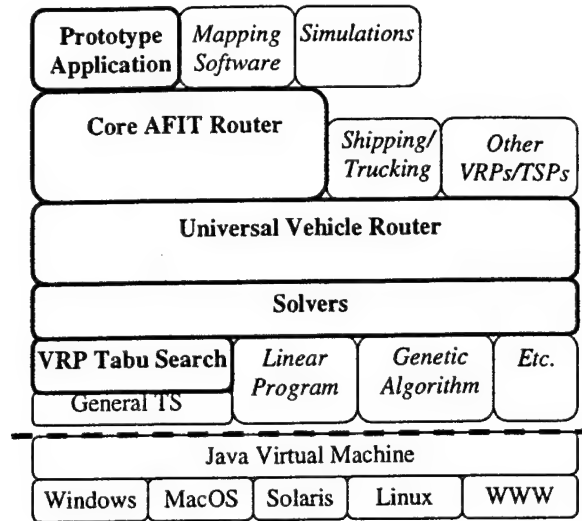 Prototype
Application
Mapping
Software
Simulations
Core AFIT Router
Shipping/
Trucking
Other
VRPs/TSPs
Universal Vehicle Router
Solvers
VRP Tabu Search
General TS
Linear
Program
Genetic
Algorithm
Etc.
Java Virtual Machine
Windows
MacOS
Solaris
Linux
WWW